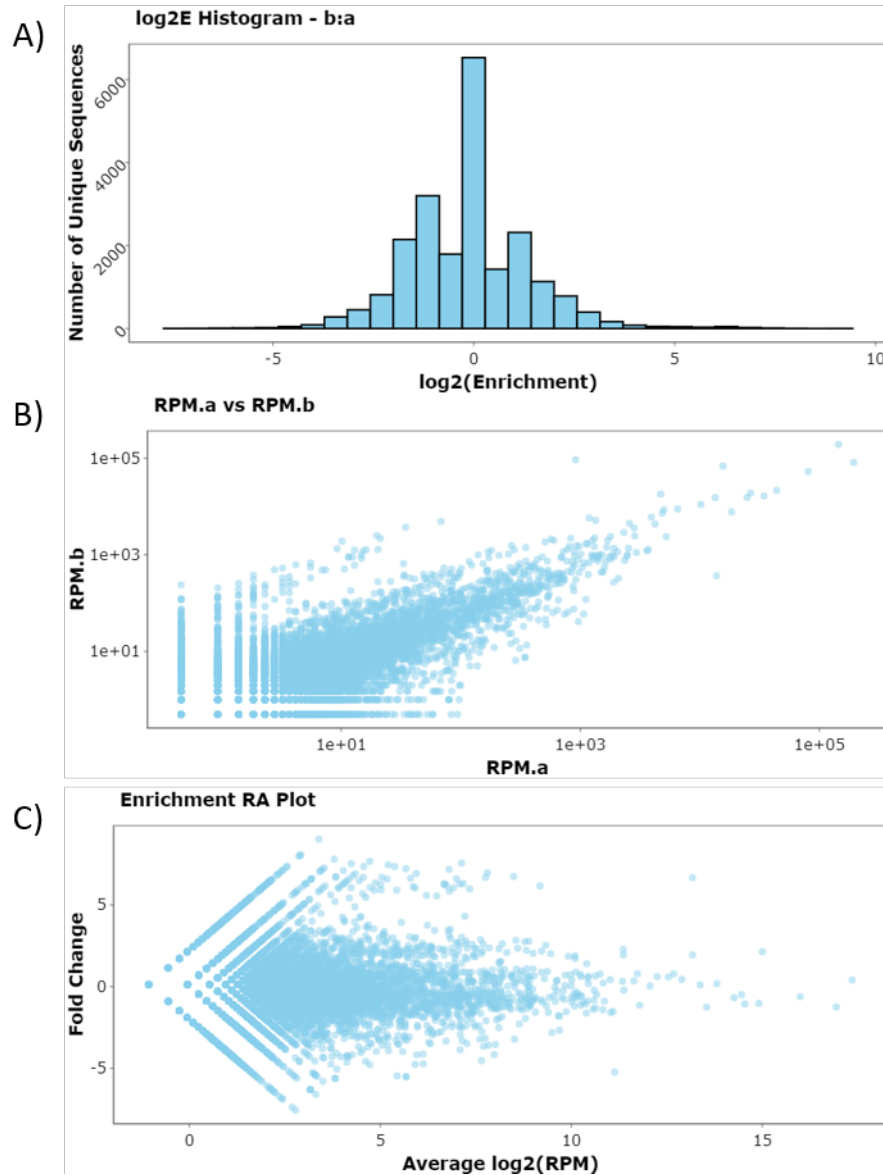 A)
log2E Histogram - b:a
Number of Unique Sequences
6000
4000
2000
0
-5
0
5
10
log2(Enrichment)
B)
RPM.a vs RPM.b
RPM.b
1e+05
1e+03
1e+01
1e+01
1e+03
1e+05
RPM.a
C)
Enrichment RA Plot
Fold Change
5
0
-5
0
5
10
15
Average log2(RPM)